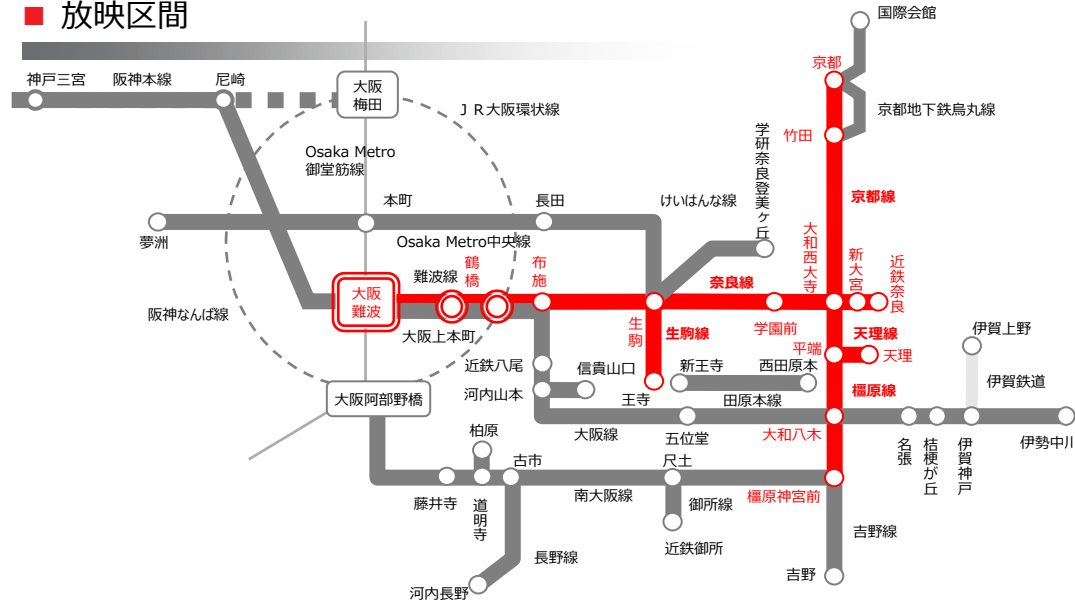 ■ 放映区間
国際会館
神戸三宮
阪神本線
尼崎
大阪
梅田
ＪＲ大阪環状線
京都
京都地下鉄烏丸線
竹田
学研奈良登美ヶ丘
Osaka Metro
御堂筋線
本町
長田
けいはんな線
京都線
夢洲
Osaka Metro中央線
大和西大寺
新大宮
近鉄奈良
難波線
鶴橋
布施
奈良線
大阪
難波
阪神なんば線
大阪上本町
生駒
生駒線
学園前
天理線
伊賀上野
平端
天理
近鉄八尾
信貴山口
新王寺
西田原本
伊賀鉄道
河内山本
王寺
田原本線
橿原線
大阪阿部野橋
大阪線
五位堂
大和八木
名張
桔梗が丘
伊賀神戸
伊勢中川
柏原
古市
尺土
藤井寺
道明寺
南大阪線
御所線
橿原神宮前
近鉄御所
吉野線
長野線
河内長野
吉野